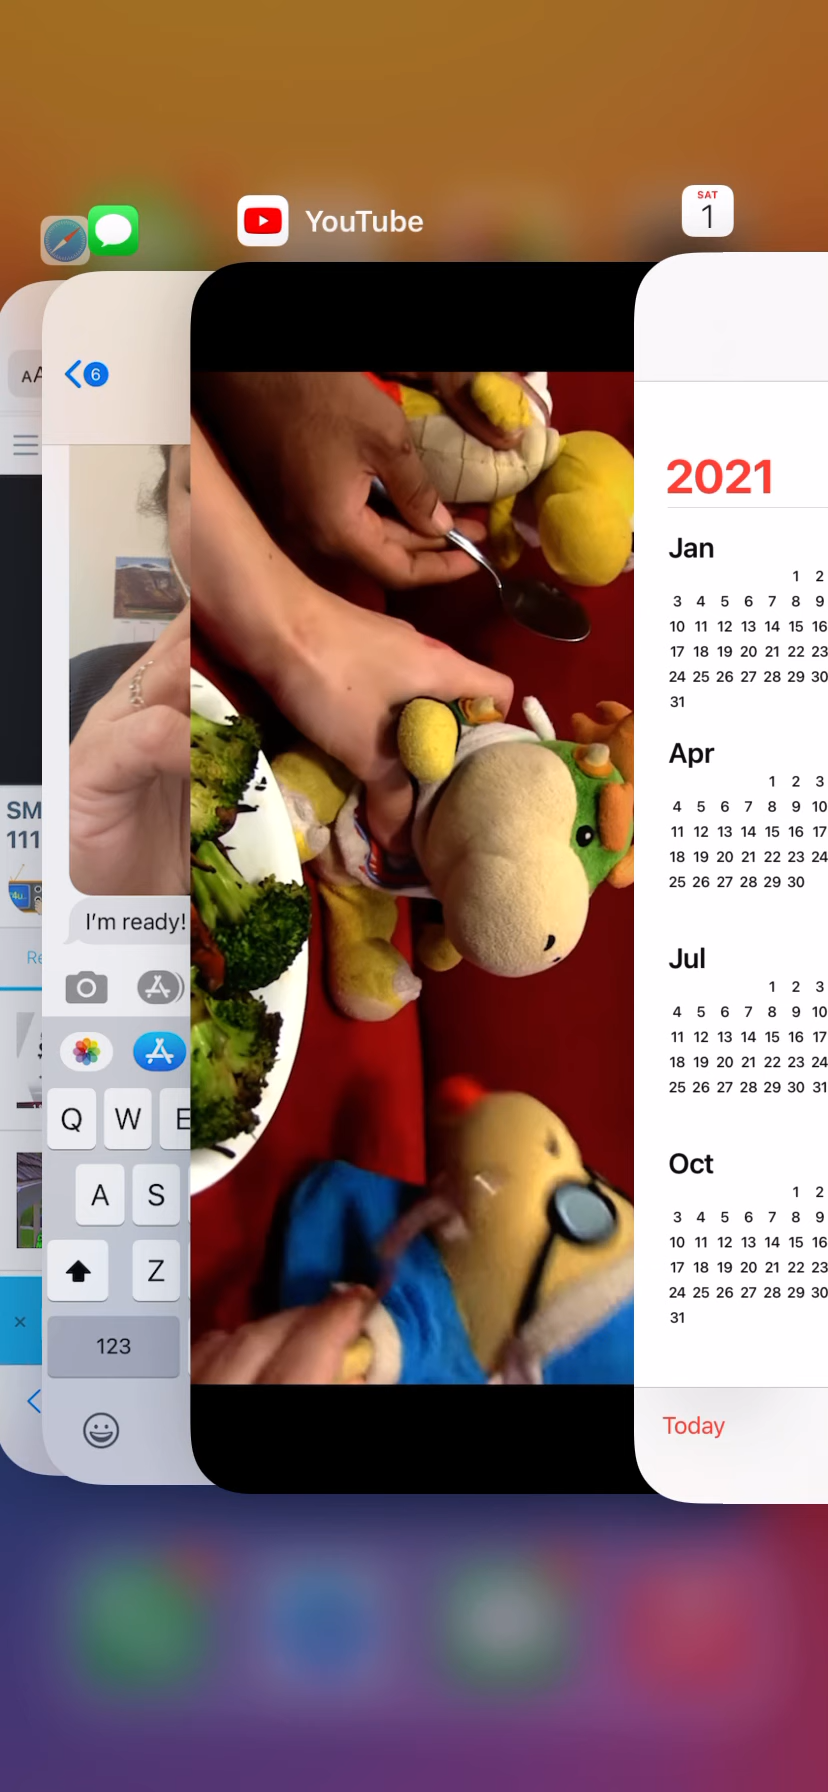 YouTube
SAT
1
AA
6
SM
111
4u..
Re
I'm ready!
Q W E
A S
Z
123
2021
Jan
1 2
3 4 5 6 7 8 9
10 11 12 13 14 15 16
17 18 19 20 21 22 23
24 25 26 27 28 29 30
31
Apr
1 2 3
4 5 6 7 8 9 10
11 12 13 14 15 16 17
18 19 20 21 22 23 24
25 26 27 28 29 30
Jul
1 2 3
4 5 6 7 8 9 10
11 12 13 14 15 16 17
18 19 20 21 22 23 24
25 26 27 28 29 30 31
Oct
1 2
3 4 5 6 7 8 9
10 11 12 13 14 15 16
17 18 19 20 21 22 23
24 25 26 27 28 29 30
31
Today